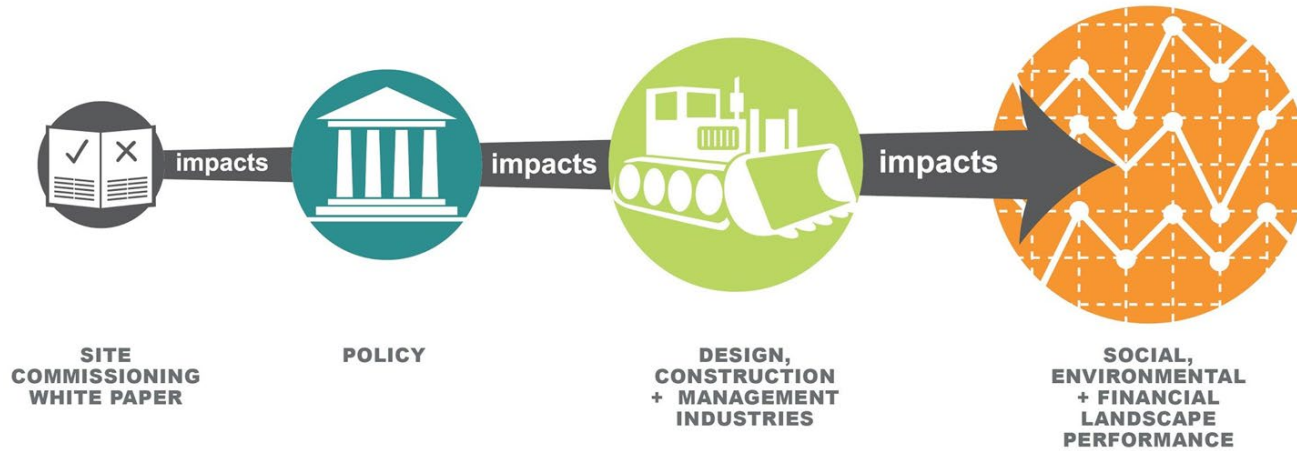 impacts
impacts
impacts
SITE
COMMISSIONING
WHITE PAPER
POLICY
DESIGN,
CONSTRUCTION
+ MANAGEMENT
INDUSTRIES
SOCIAL,
ENVIRONMENTAL
+ FINANCIAL
LANDSCAPE
PERFORMANCE